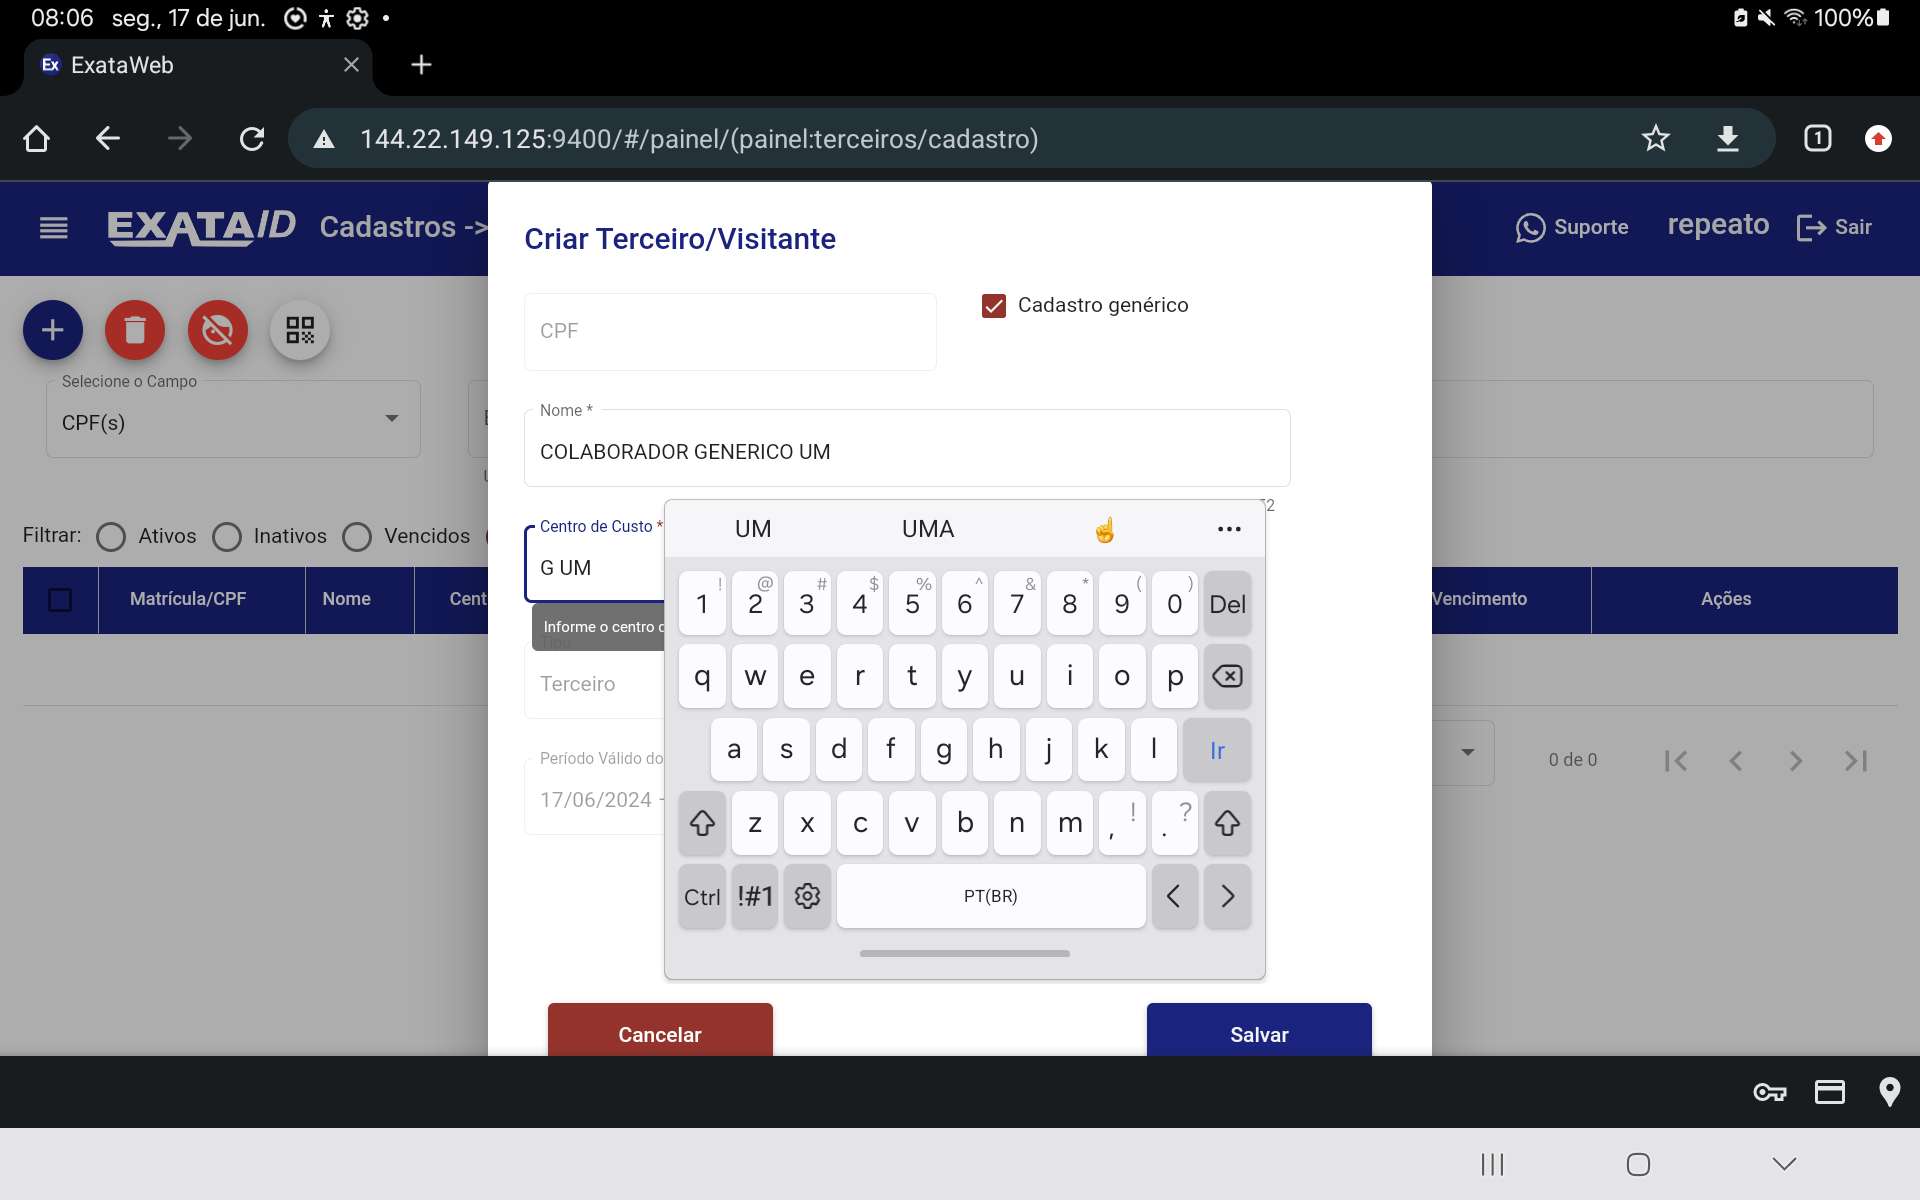 08:06 seg., 17 de jun.
100%
Ex ExataWeb
144.22.149.125:9400/#/painel/(painel:terceiros/cadastro)
1
EXATA/D Cadastros ->
Suporte
repeato
Sair
Criar Terceiro/Visitante
CPF
Cadastro genérico
Selecione o Campo
CPF(s)
Nome *
COLABORADOR GENERICO UM
Filtrar: Ativos Inativos Vencidos
Centro de Custo *
G UM
Informe o centro
Matrícula/CPF Nome Cent
Vencimento Ações
Terceiro
Período Válido do
17/06/2024 -
0 de 0
UM UMA
! @ # $ % ^ & * ( )
1 2 3 4 5 6 7 8 9 0 Del
q w e r t y u i o p
a s d f g h j k l Ir
z x c v b n m , ! . ?
Ctrl !#1 PT(BR)
Cancelar
Salvar